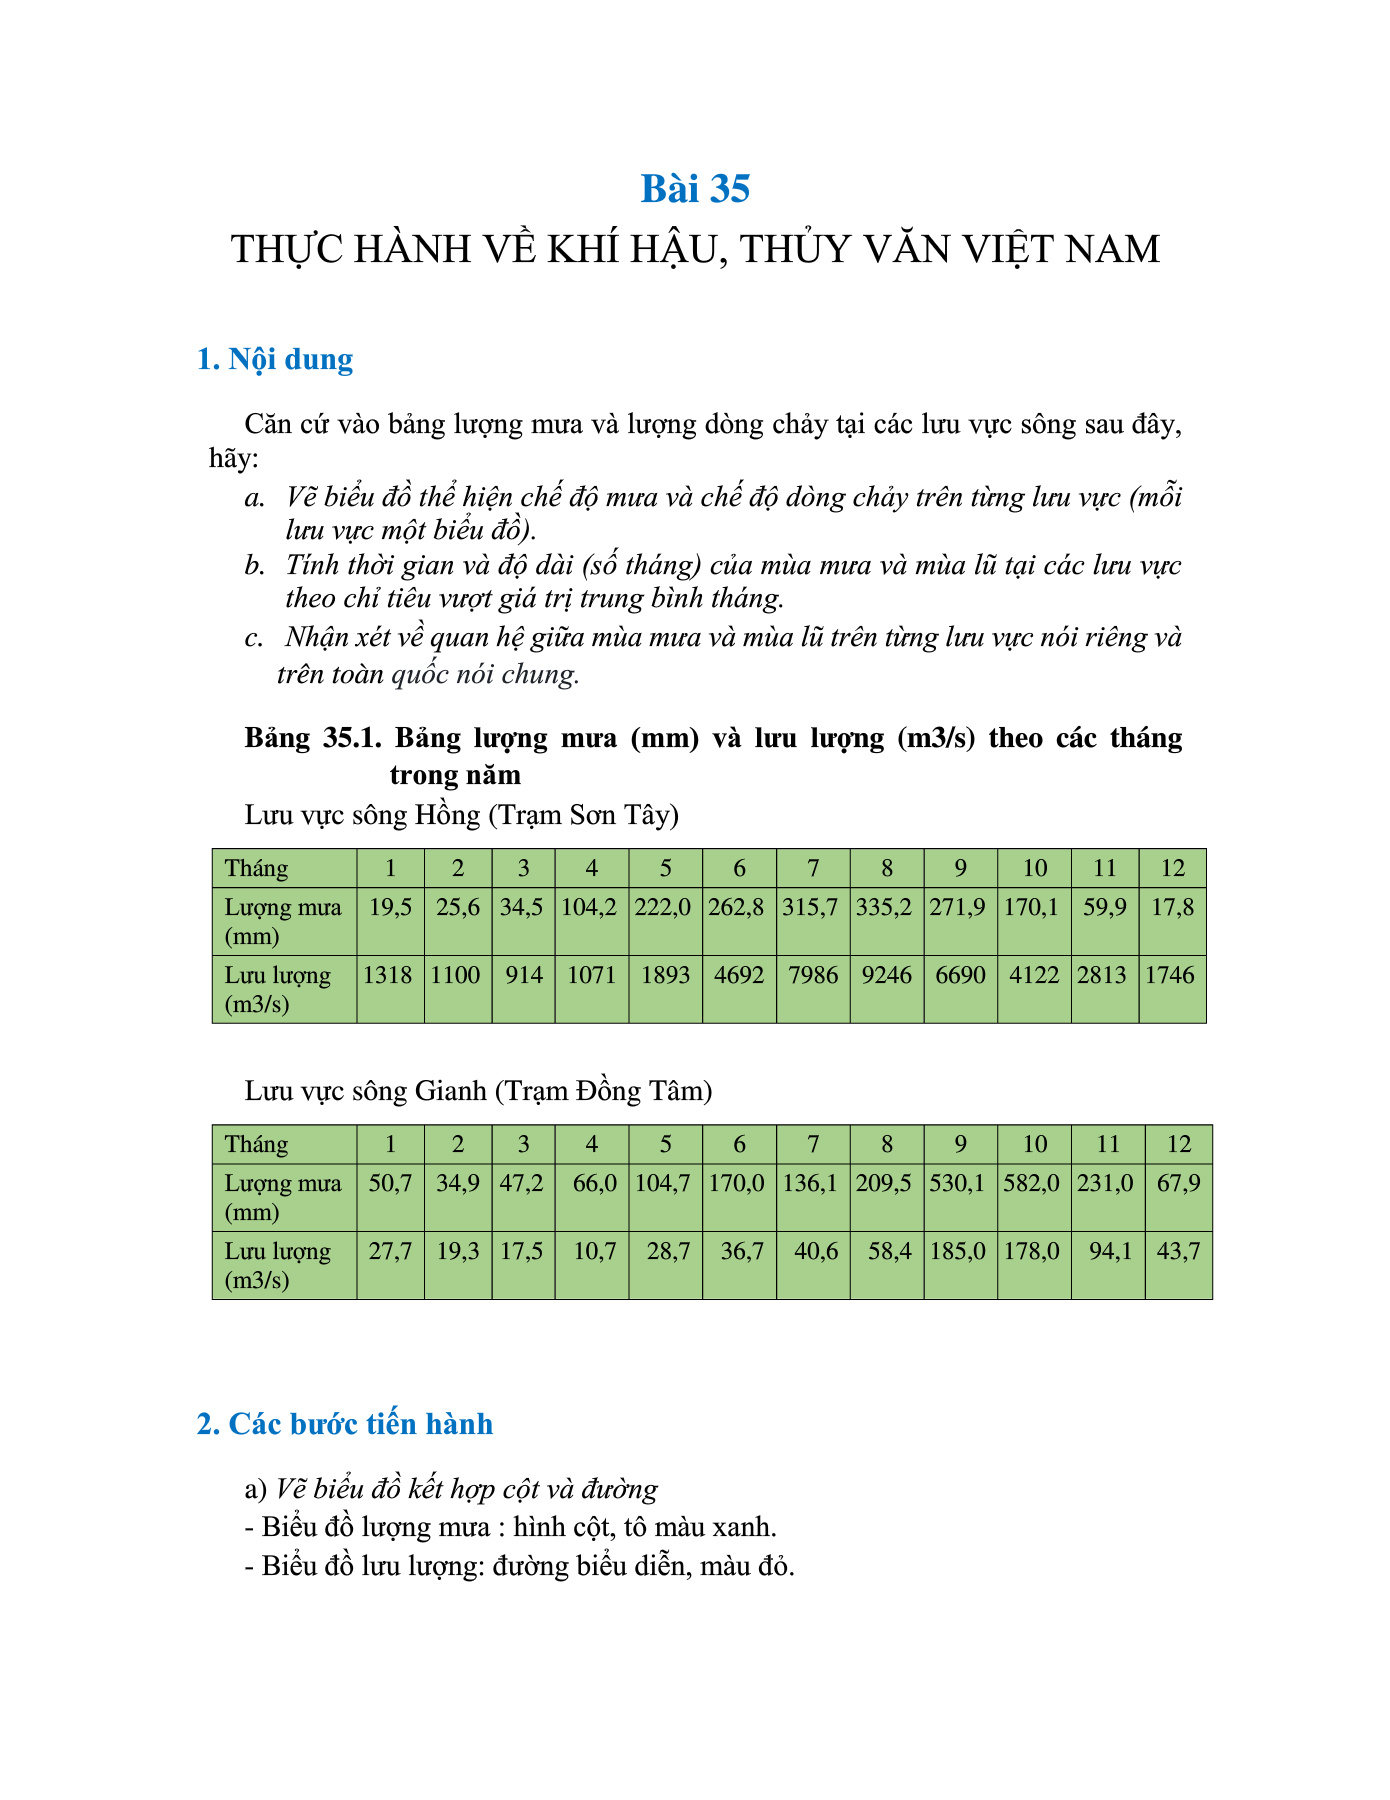 Bài 35
THỰC HÀNH VỀ KHÍ HẬU, THỦY VĂN VIỆT NAM
1. Nội dung
Căn cứ vào bảng lượng mưa và lượng dòng chảy tại các lưu vực sông sau đây,
hãy:
a. Vẽ biểu đồ thể hiện chế độ mưa và chế độ dòng chảy trên từng lưu vực (mỗi
lưu vực một biểu đồ).
b. Tính thời gian và độ dài (số tháng) của mùa mưa và mùa lũ tại các lưu vực
theo chỉ tiêu vượt giá trị trung bình tháng.
c. Nhận xét về quan hệ giữa mùa mưa và mùa lũ trên từng lưu vực nói riêng và
trên toàn quốc nói chung.
Bảng 35.1. Bảng lượng mưa (mm) và lưu lượng (m3/s) theo các tháng
trong năm
Lưu vực sông Hồng (Trạm Sơn Tây)
Tháng 1 2 3 4 5 6 7 8 9 10 11 12
Lượng mưa 19,5 25,6 34,5 104,2 222,0 262,8 315,7 335,2 271,9 170,1 59,9 17,8
(mm)
Lưu lượng 1318 1100 914 1071 1893 4692 7986 9246 6690 4122 2813 1746
(m3/s)
Lưu vực sông Gianh (Trạm Đồng Tâm)
Tháng 1 2 3 4 5 6 7 8 9 10 11 12
Lượng mưa 50,7 34,9 47,2 66,0 104,7 170,0 136,1 209,5 530,1 582,0 231,0 67,9
(mm)
Lưu lượng 27,7 19,3 17,5 10,7 28,7 36,7 40,6 58,4 185,0 178,0 94,1 43,7
(m3/s)
2. Các bước tiến hành
a) Vẽ biểu đồ kết hợp cột và đường
- Biểu đồ lượng mưa : hình cột, tô màu xanh.
- Biểu đồ lưu lượng: đường biểu diễn, màu đỏ.